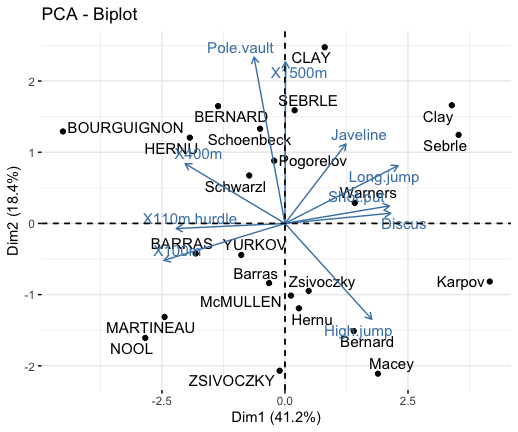 PCA - Biplot
Pole.vault
CLAY
X1500m
SEBRLE
BERNARD
Clay
Javeline
BOURGUIGNON
Schoenbeck
Sebrle
HERNU
X400m
Pogorelov
Long.jump
Schwarzl
Warners
Shot.put
X110m.hurdle
Discus
BARRAS
YURKOV
X100m
Barras
Zsivoczky
Karpov
McMULLEN
Hernu
MARTINEAU
High.jump
Bernard
NOOL
Macey
ZSIVOCZKY
2
1
0
-1
-2
Dim2 (18.4%)
-2.5
0.0
2.5
Dim1 (41.2%)